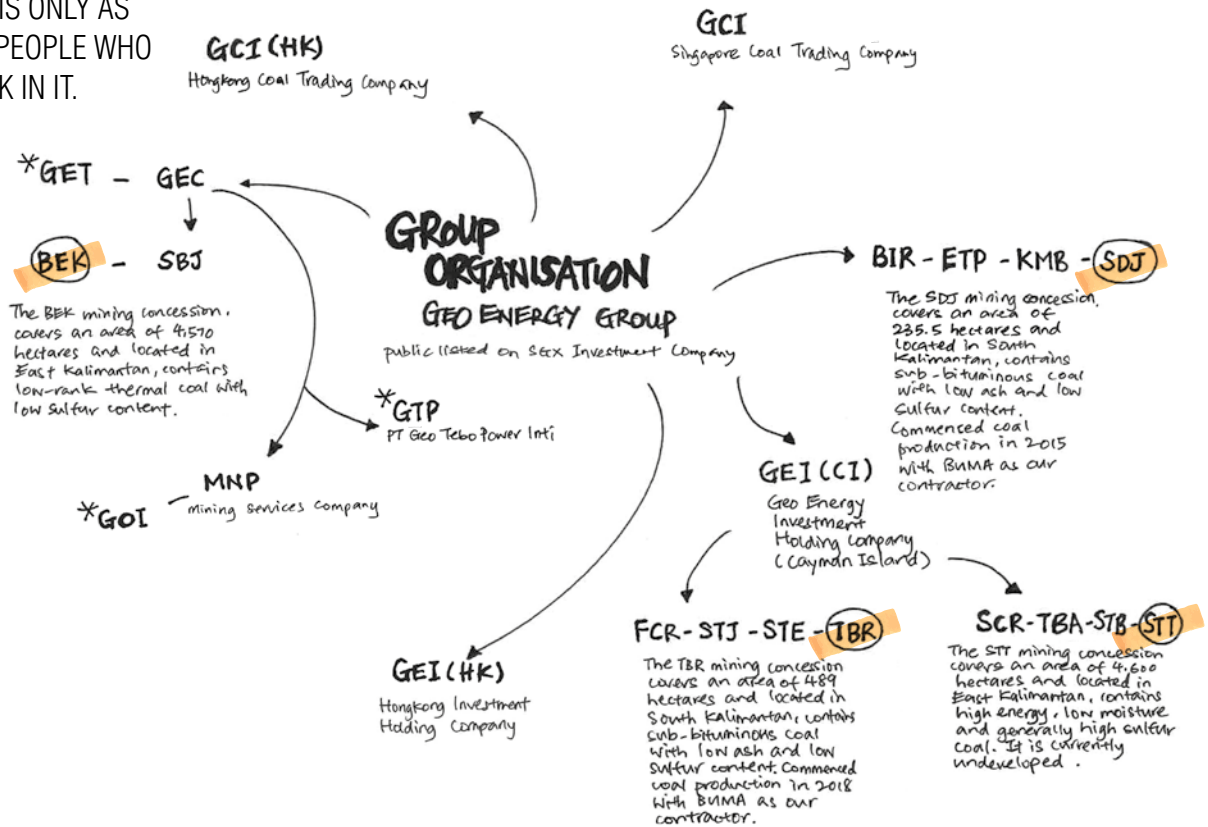 IS ONLY AS
PEOPLE WHO
K IN IT.
GCI (HK)
Hongkong Coal Trading Company
GCI
Singapore Coal Trading Company
*GET - GEC
BEK - SBJ
The BEK mining concession,
covers an area of 4,570
hectares and located in
East Kalimantan, contains
low-rank thermal coal with
low sulfur content.
GROUP
ORGANISATION
GEO ENERGY GROUP
public listed on SGX Investment Company
BIR - ETP - KMB - SDJ
The SDJ mining concession,
covers an area of
235.5 hectares and
located in South
Kalimantan, contains
sub-bituminous coal
with low ash and low
sulfur content.
Commenced coal
production in 2015
with BUMA as our
contractor.
*GTP
PT Geo Tebo Power Inti
MNP
mining services company
*GOI
GEI (CI)
Geo Energy
Investment
Holding Company
(Cayman Island)
GEI (HK)
Hongkong Investment
Holding Company
FCR - STJ - STE - TBR
The TBR mining concession
covers an area of 489
hectares and located in
South Kalimantan, contains
sub-bituminous coal
with low ash and low
sulfur content. Commenced
coal production in 2018
with BUMA as our
contractor.
SCR - TBA - STB - STT
The STT mining concession
covers an area of 4,600
hectares and located in
East Kalimantan, contains
high energy, low moisture
and generally high sulfur
coal. It is currently
undeveloped.